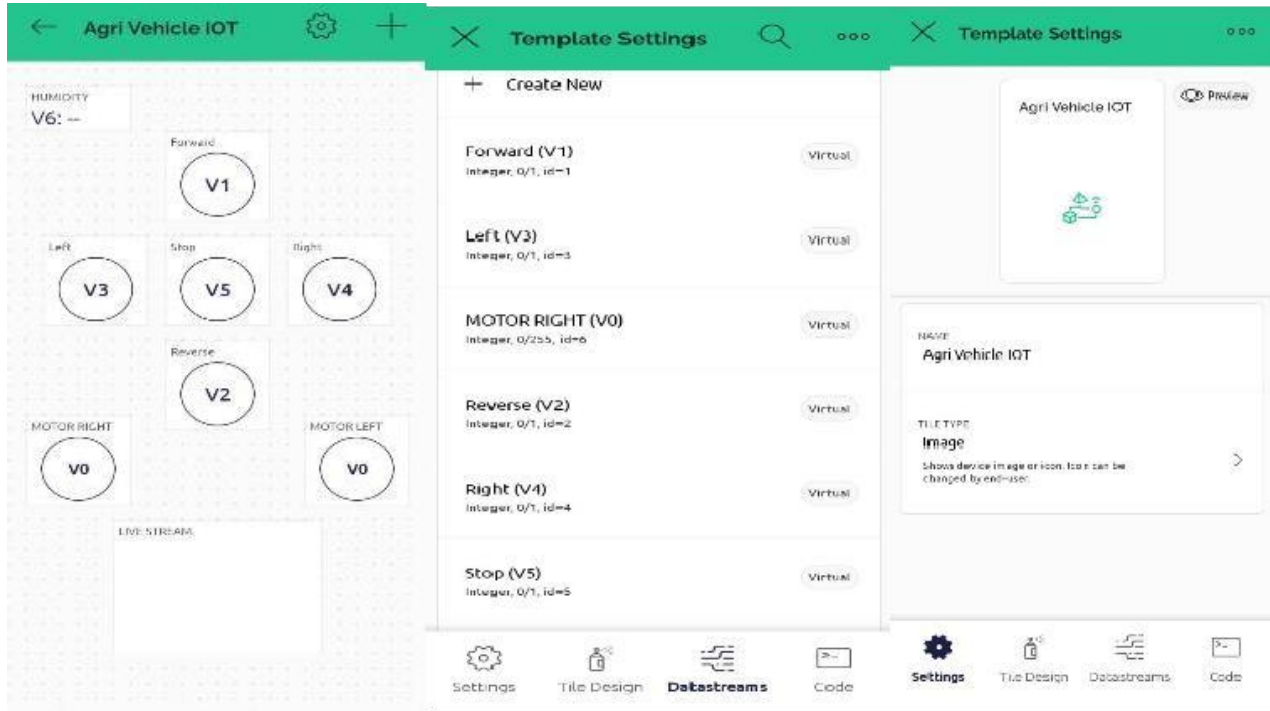 Agri Vehicle IOT
HUMIDITY
V6: --
Forward
V1
Left
Stop
Right
V3
V5
V4
Reverse
V2
MOTOR RIGHT
MOTOR LEFT
V0
V0
LIVE STREAM
Template Settings
Create New
Forward (V1)
Virtual
Integer, 0/1, id=1
Left (V3)
Virtual
Integer, 0/1, id=3
MOTOR RIGHT (V0)
Virtual
Integer, 0/255, id=6
Reverse (V2)
Virtual
Integer, 0/1, id=2
Right (V4)
Virtual
Integer, 0/1, id=4
Stop (V5)
Virtual
Integer, 0/1, id=5
Settings
Tile Design
Datastreams
Code
Template Settings
Preview
Agri Vehicle IOT
NAME
Agri Vehicle IOT
TILE TYPE
Image
Shows device image or icon. Icon can be
changed by end-user.
Settings
Tile Design
Datastreams
Code